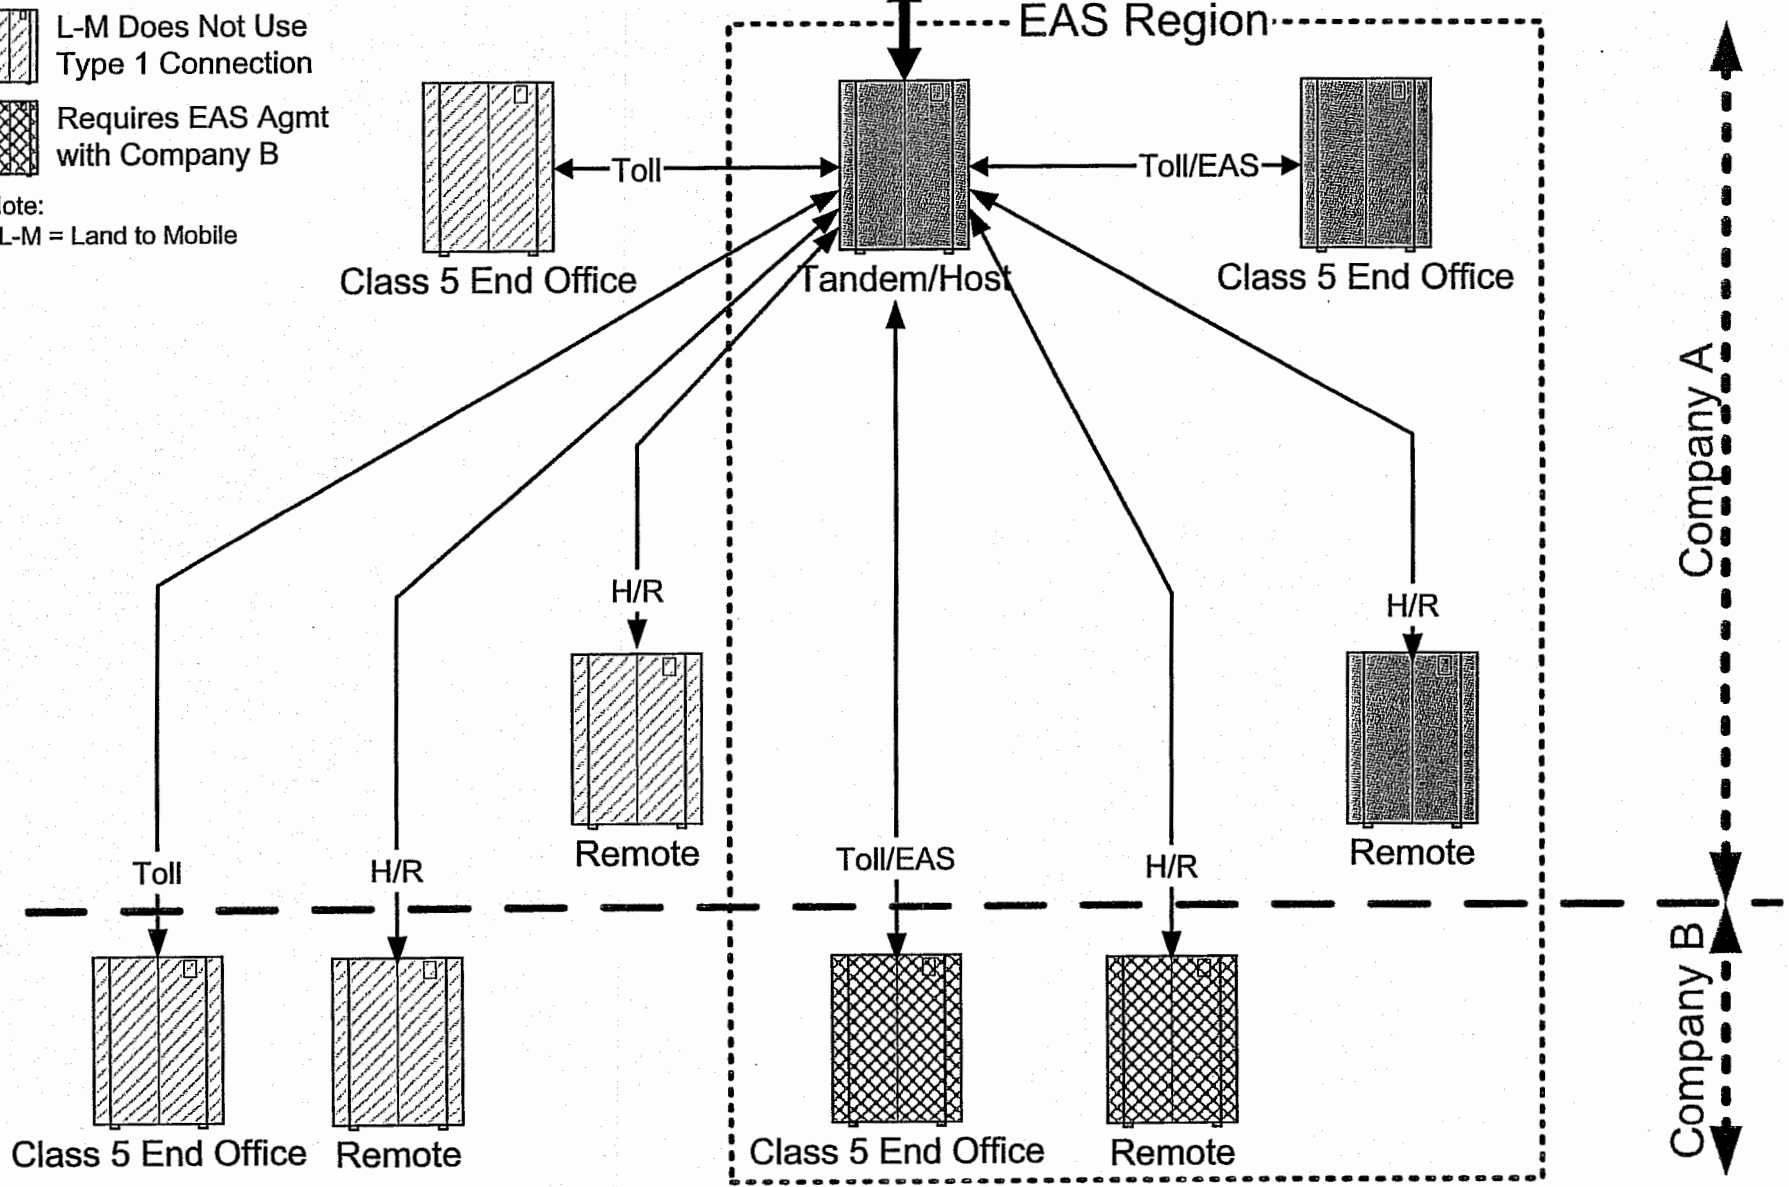 L-M Does Not Use
Type 1 Connection
Requires EAS Agmt
with Company B
L-M = Land to Mobile
EAS Region
Toll
Toll/EAS
Class 5 End Office
Tandem/Host
Class 5 End Office
Company A
H/R
H/R
Remote
Remote
Toll
H/R
Toll/EAS
H/R
Company B
Class 5 End Office
Remote
Class 5 End Office
Remote